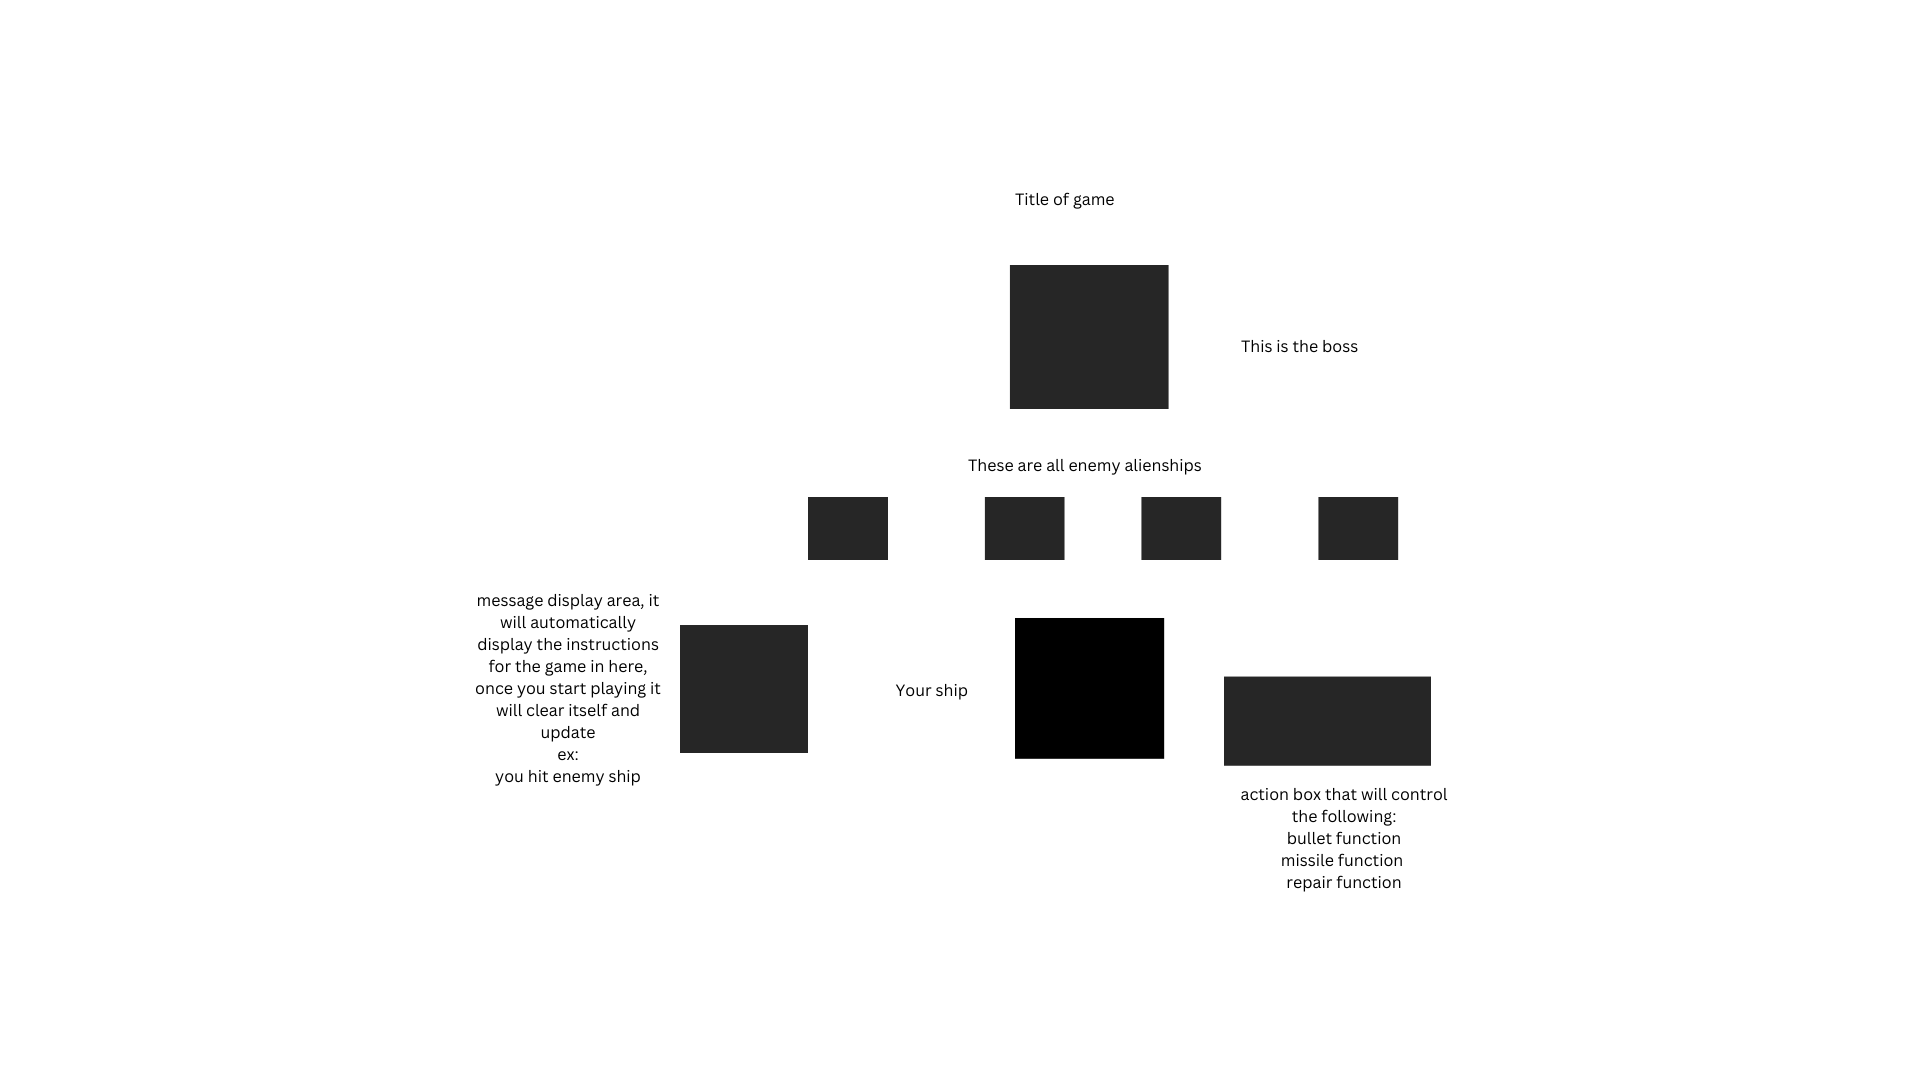 Title of game
This is the boss
These are all enemy alienships
message display area, it
will automatically
display the instructions
for the game in here,
once you start playing it
will clear itself and
update
ex:
you hit enemy ship
Your ship
action box that will control
the following:
bullet function
missile function
repair function